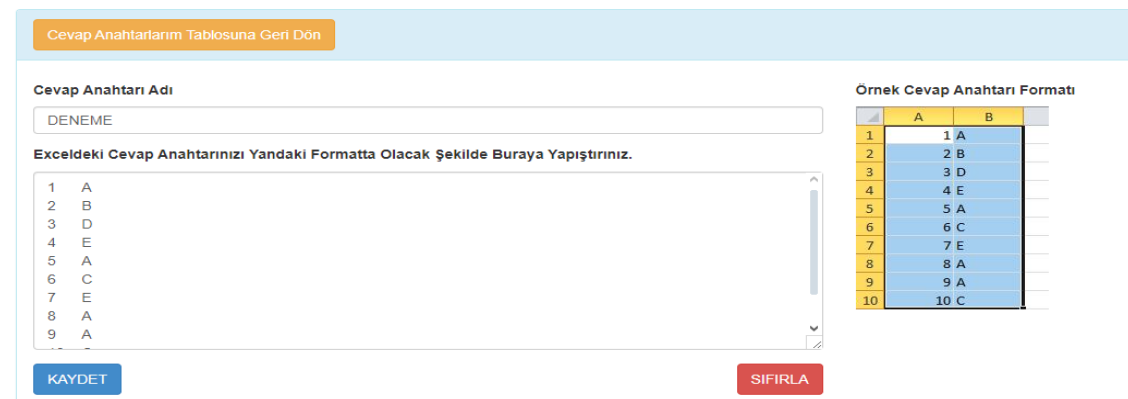 Cevap Anahtarlarım Tablosuna Geri Dön
Cevap Anahtarı Adı
DENEME
Exceldeki Cevap Anahtarınızı Yandaki Formatta Olacak Şekilde Buraya Yapıştırınız.
1 A
2 B
3 D
4 E
5 A
6 C
7 E
8 A
9 A
KAYDET
SIFIRLA
Örnek Cevap Anahtarı Formatı
A B
1 1 A
2 2 B
3 3 D
4 4 E
5 5 A
6 6 C
7 7 E
8 8 A
9 9 A
10 10 C